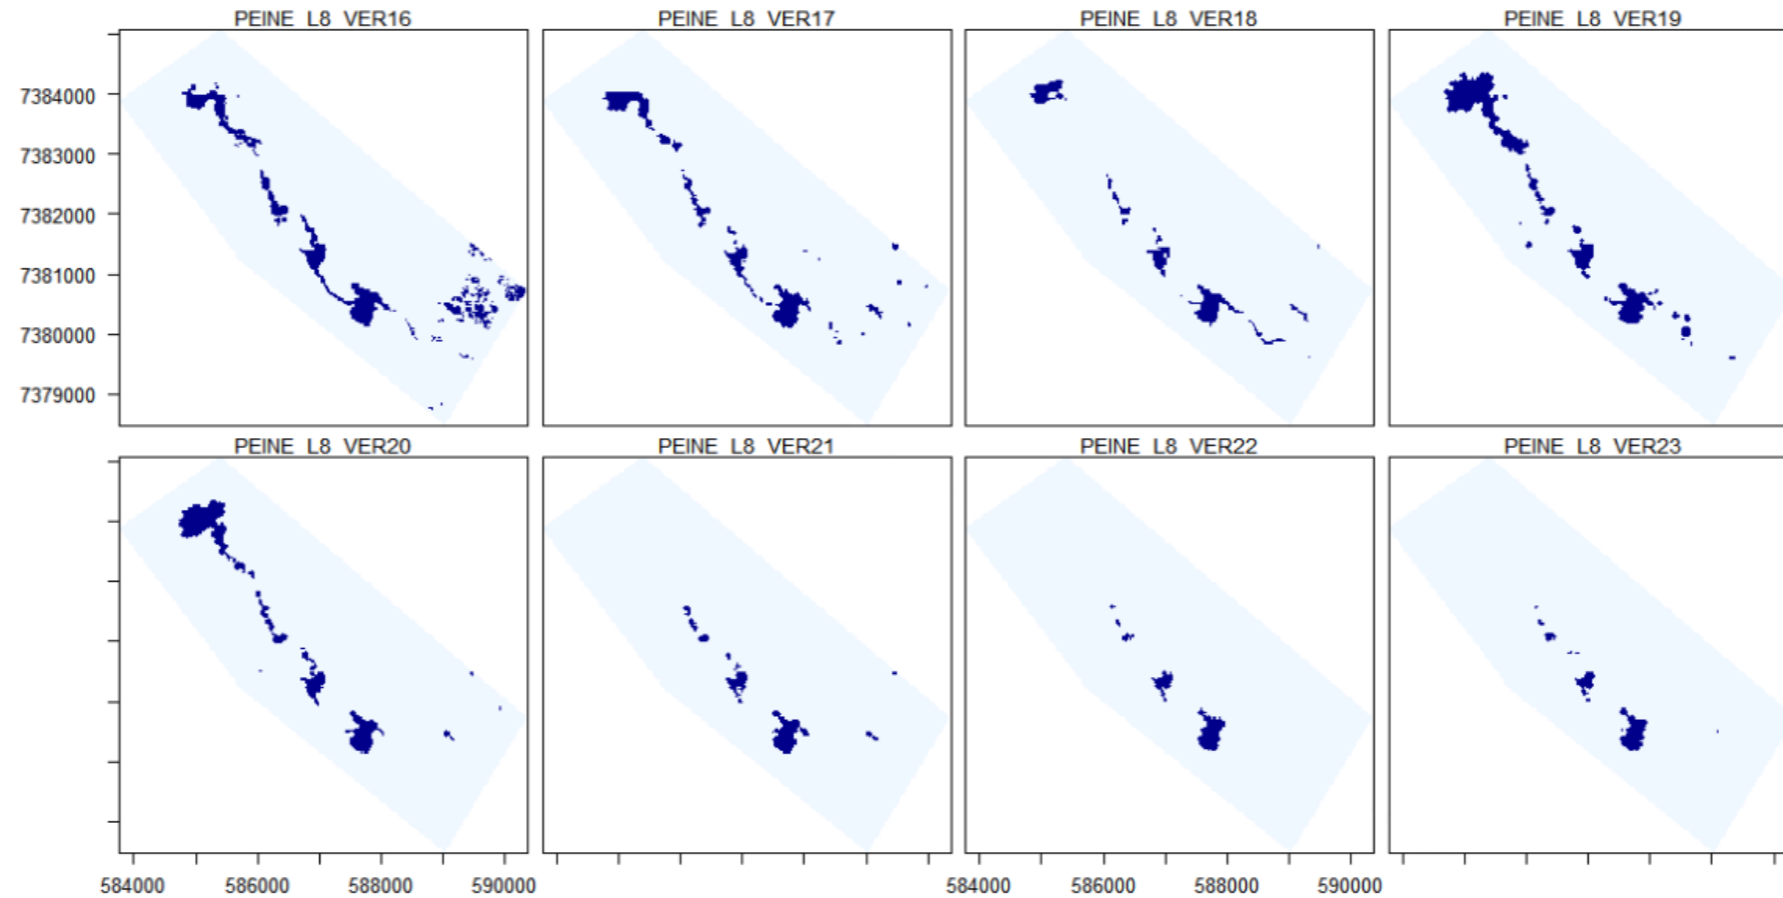 PEINE_L8_VER16 PEINE_L8_VER17 PEINE_L8_VER18 PEINE_L8_VER19
7384000
7383000
7382000
7381000
7380000
7379000
PEINE_L8_VER20 PEINE_L8_VER21 PEINE_L8_VER22 PEINE_L8_VER23
584000 586000 588000 590000 584000 586000 588000 590000